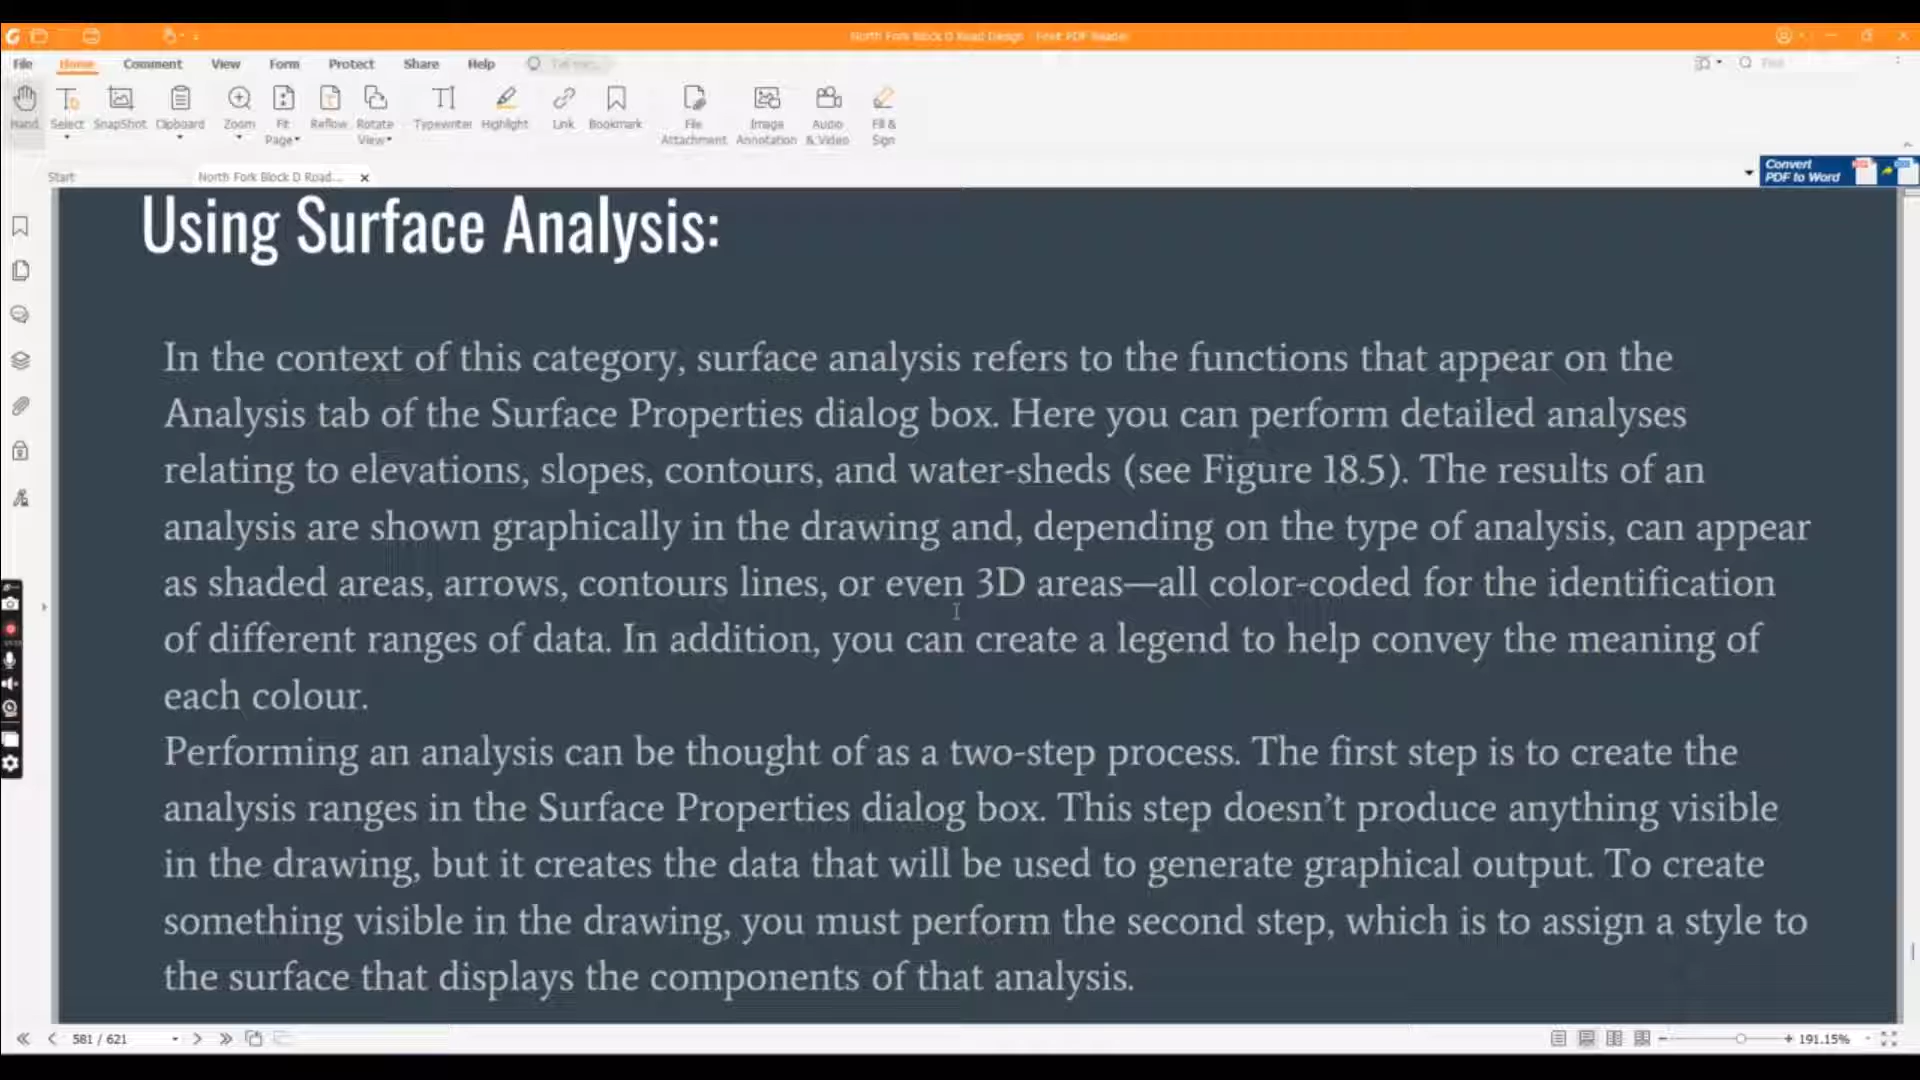 North Fork Block D Road Design - Foxit PDF Reader
File Home Comment View Form Protect Share Help Tell me...
Find
Hand Select SnapShot Clipboard Zoom Fit Page Reflow Rotate View Typewriter Highlight Link Bookmark File Attachment Image Annotation Audio & Video Fill & Sign
Start North Fork Block D Road...
Convert
PDF to Word
Using Surface Analysis:
In the context of this category, surface analysis refers to the functions that appear on the
Analysis tab of the Surface Properties dialog box. Here you can perform detailed analyses
relating to elevations, slopes, contours, and water-sheds (see Figure 18.5). The results of an
analysis are shown graphically in the drawing and, depending on the type of analysis, can appear
as shaded areas, arrows, contours lines, or even 3D areas—all color-coded for the identification
of different ranges of data. In addition, you can create a legend to help convey the meaning of
each colour.
Performing an analysis can be thought of as a two-step process. The first step is to create the
analysis ranges in the Surface Properties dialog box. This step doesn’t produce anything visible
in the drawing, but it creates the data that will be used to generate graphical output. To create
something visible in the drawing, you must perform the second step, which is to assign a style to
the surface that displays the components of that analysis.
581 / 621
191.15%